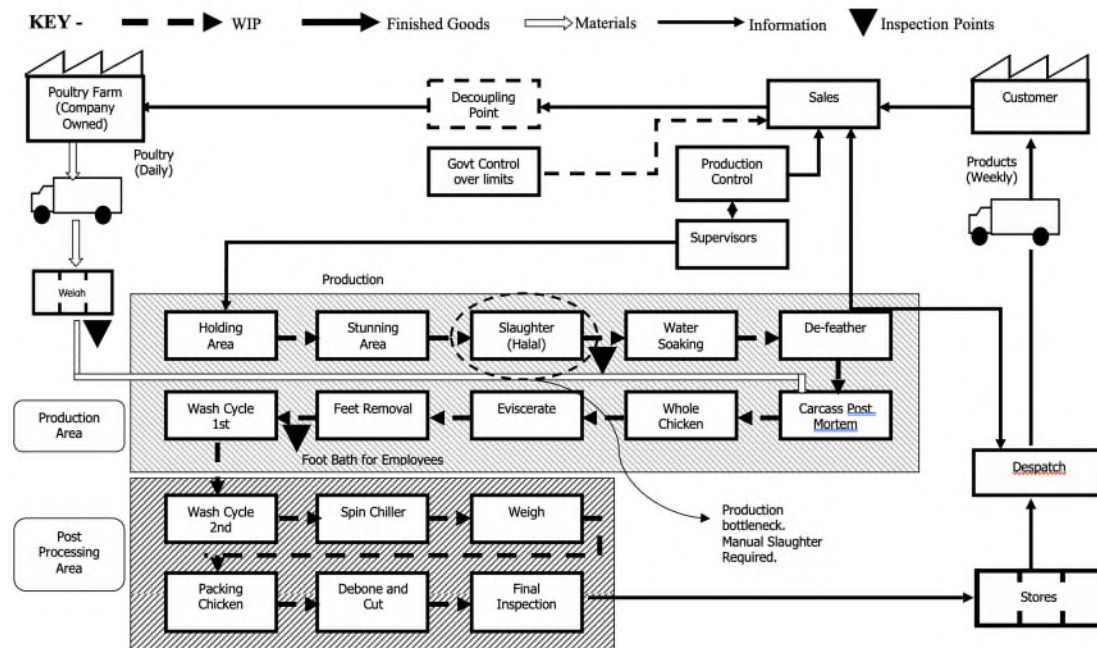 KEY -
WIP
Finished Goods
Materials
Information
Inspection Points
Poultry Farm
(Company
Owned)
Decoupling
Point
Sales
Customer
Poultry
(Daily)
Govt Control
over limits
Production
Control
Products
(Weekly)
Supervisors
Weigh
Production
Holding
Area
Stunning
Area
Slaughter
(Halal)
Water
Soaking
De-feather
Production
Area
Wash Cycle
1st
Feet Removal
Eviscerate
Whole
Chicken
Carcass Post
Mortem
Foot Bath for Employees
Despatch
Post
Processing
Area
Wash Cycle
2nd
Spin Chiller
Weigh
Production
bottleneck.
Manual Slaughter
Required.
Packing
Chicken
Debone and
Cut
Final
Inspection
Stores